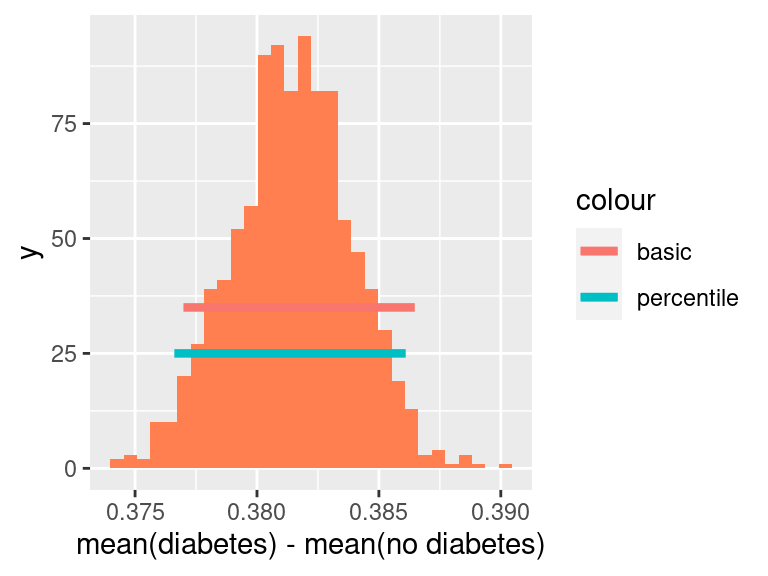 75
50
25
0
y
0.375 0.380 0.385 0.390
mean(diabetes) - mean(no diabetes)
colour
basic
percentile